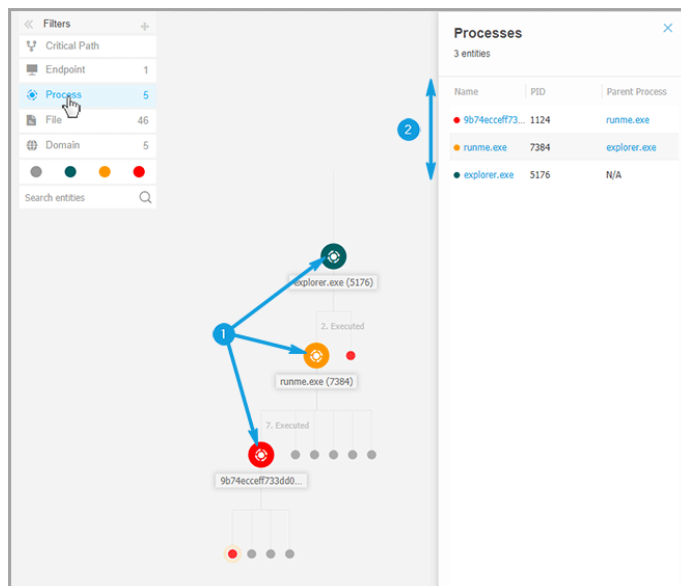 Filters
Critical Path
Endpoint 1
Process 5
File 46
Domain 5
Search entities
explorer.exe (5176)
2. Executed
1
runme.exe (7384)
7. Executed
9b74ecceff733dd0...
Processes
3 entities
Name PID Parent Process
2
9b74ecceff73... 1124 runme.exe
runme.exe 7384 explorer.exe
explorer.exe 5176 N/A